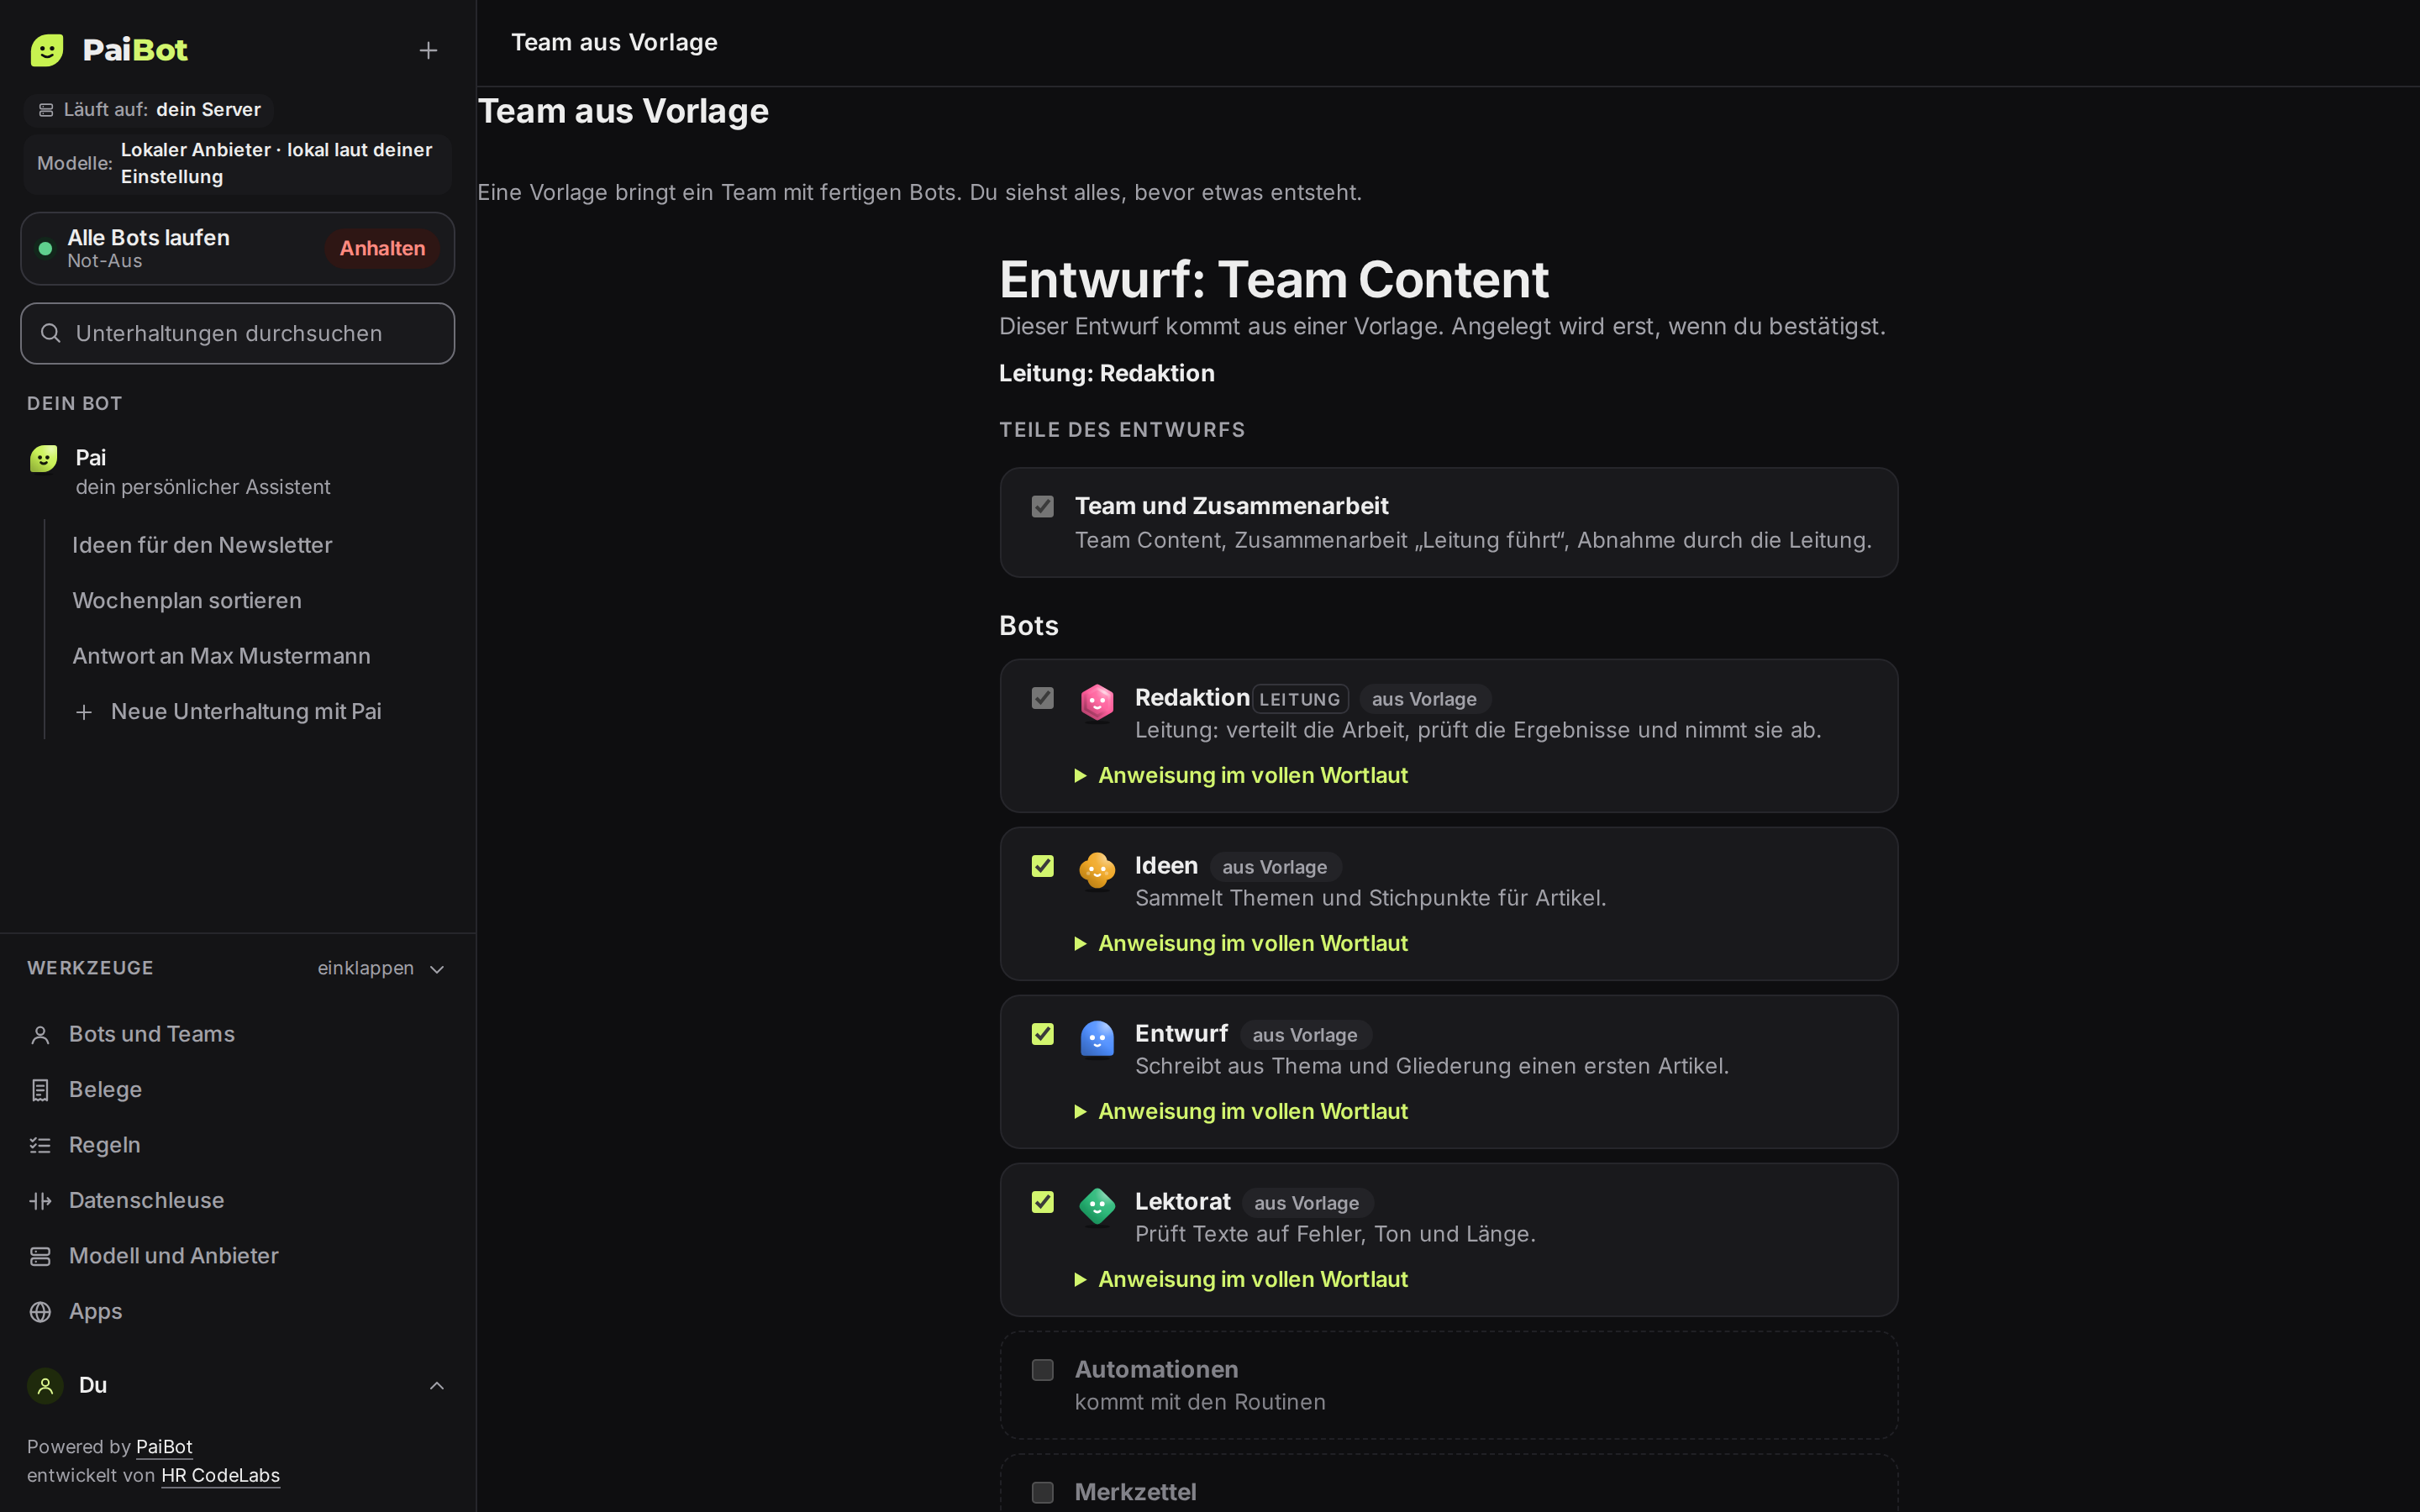 PaiBot
Läuft auf: dein Server
Modelle: Lokaler Anbieter · lokal laut deiner
Einstellung
Alle Bots laufen
Not-Aus
Anhalten
Unterhaltungen durchsuchen
DEIN BOT
Pai
dein persönlicher Assistent
Ideen für den Newsletter
Wochenplan sortieren
Antwort an Max Mustermann
Neue Unterhaltung mit Pai
WERKZEUGE
einklappen
Bots und Teams
Belege
Regeln
Datenschleuse
Modell und Anbieter
Apps
Du
Powered by PaiBot
entwickelt von HR CodeLabs
Team aus Vorlage
Team aus Vorlage
Eine Vorlage bringt ein Team mit fertigen Bots. Du siehst alles, bevor etwas entsteht.
Entwurf: Team Content
Dieser Entwurf kommt aus einer Vorlage. Angelegt wird erst, wenn du bestätigst.
Leitung: Redaktion
TEILE DES ENTWURFS
Team und Zusammenarbeit
Team Content, Zusammenarbeit „Leitung führt“, Abnahme durch die Leitung.
Bots
Redaktion LEITUNG aus Vorlage
Leitung: verteilt die Arbeit, prüft die Ergebnisse und nimmt sie ab.
Anweisung im vollen Wortlaut
Ideen aus Vorlage
Sammelt Themen und Stichpunkte für Artikel.
Anweisung im vollen Wortlaut
Entwurf aus Vorlage
Schreibt aus Thema und Gliederung einen ersten Artikel.
Anweisung im vollen Wortlaut
Lektorat aus Vorlage
Prüft Texte auf Fehler, Ton und Länge.
Anweisung im vollen Wortlaut
Automationen
kommt mit den Routinen
Merkzettel